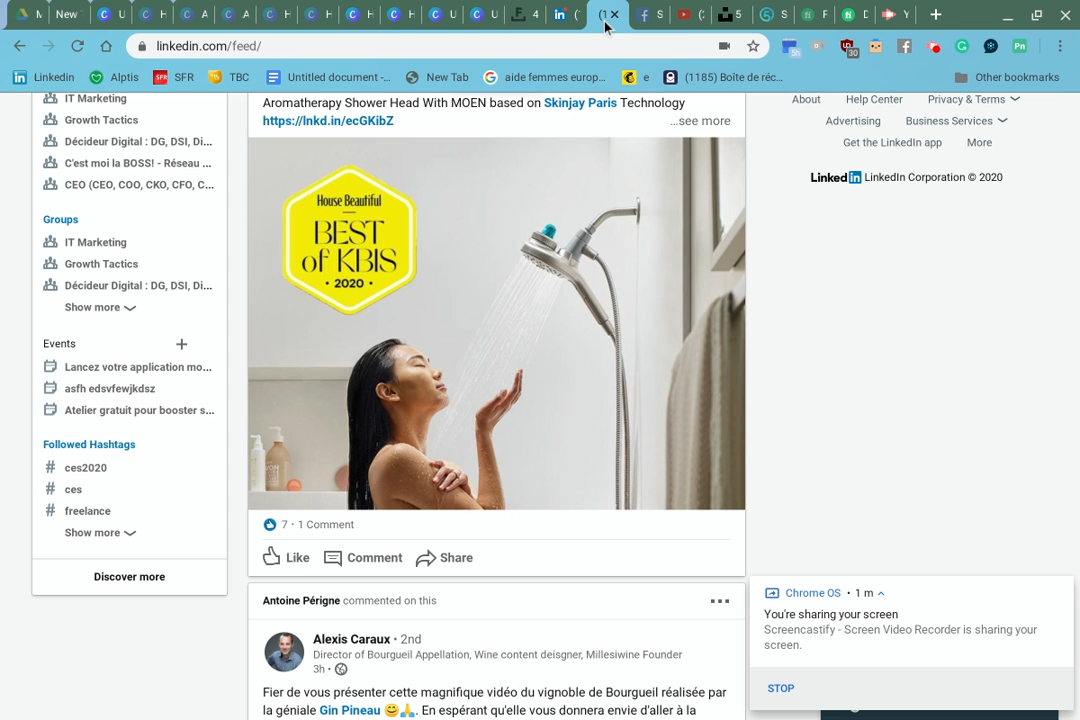 New
linkedin.com/feed/
5h
30
Linkedin
Alptis
SFR
TBC
Untitled document -...
New Tab
aide femmes europ...
e
(1185) Boîte de réc...
Other bookmarks
IT Marketing
Growth Tactics
Décideur Digital : DG, DSI, Di...
C'est moi la BOSS! - Réseau ...
CEO (CEO, COO, CKO, CFO, C...
Groups
IT Marketing
Growth Tactics
Décideur Digital : DG, DSI, Di...
Show more
Events
Lancez votre application mo...
asfh edsvfewjkdsz
Atelier gratuit pour booster s...
Followed Hashtags
# ces2020
# ces
# freelance
Show more
Discover more
Aromatherapy Shower Head With MOEN based on Skinjay Paris Technology
https://lnkd.in/ecGKibZ
...see more
House Beautiful
BEST
of KBIS
• 2020 •
7 · 1 Comment
Like
Comment
Share
Antoine Périgne commented on this
Alexis Caraux • 2nd
Director of Bourgueil Appellation, Wine content deisgner, Millesiwine Founder
3h •
Fier de vous présenter cette magnifique vidéo du vignoble de Bourgueil réalisée par
la géniale Gin Pineau 😊🙏. En espérant qu'elle vous donnera envie d'aller à la
About
Help Center
Privacy & Terms
Advertising
Business Services
Get the LinkedIn app
More
LinkedIn LinkedIn Corporation © 2020
Chrome OS • 1 m
You're sharing your screen
Screencastify - Screen Video Recorder is sharing your
screen.
STOP